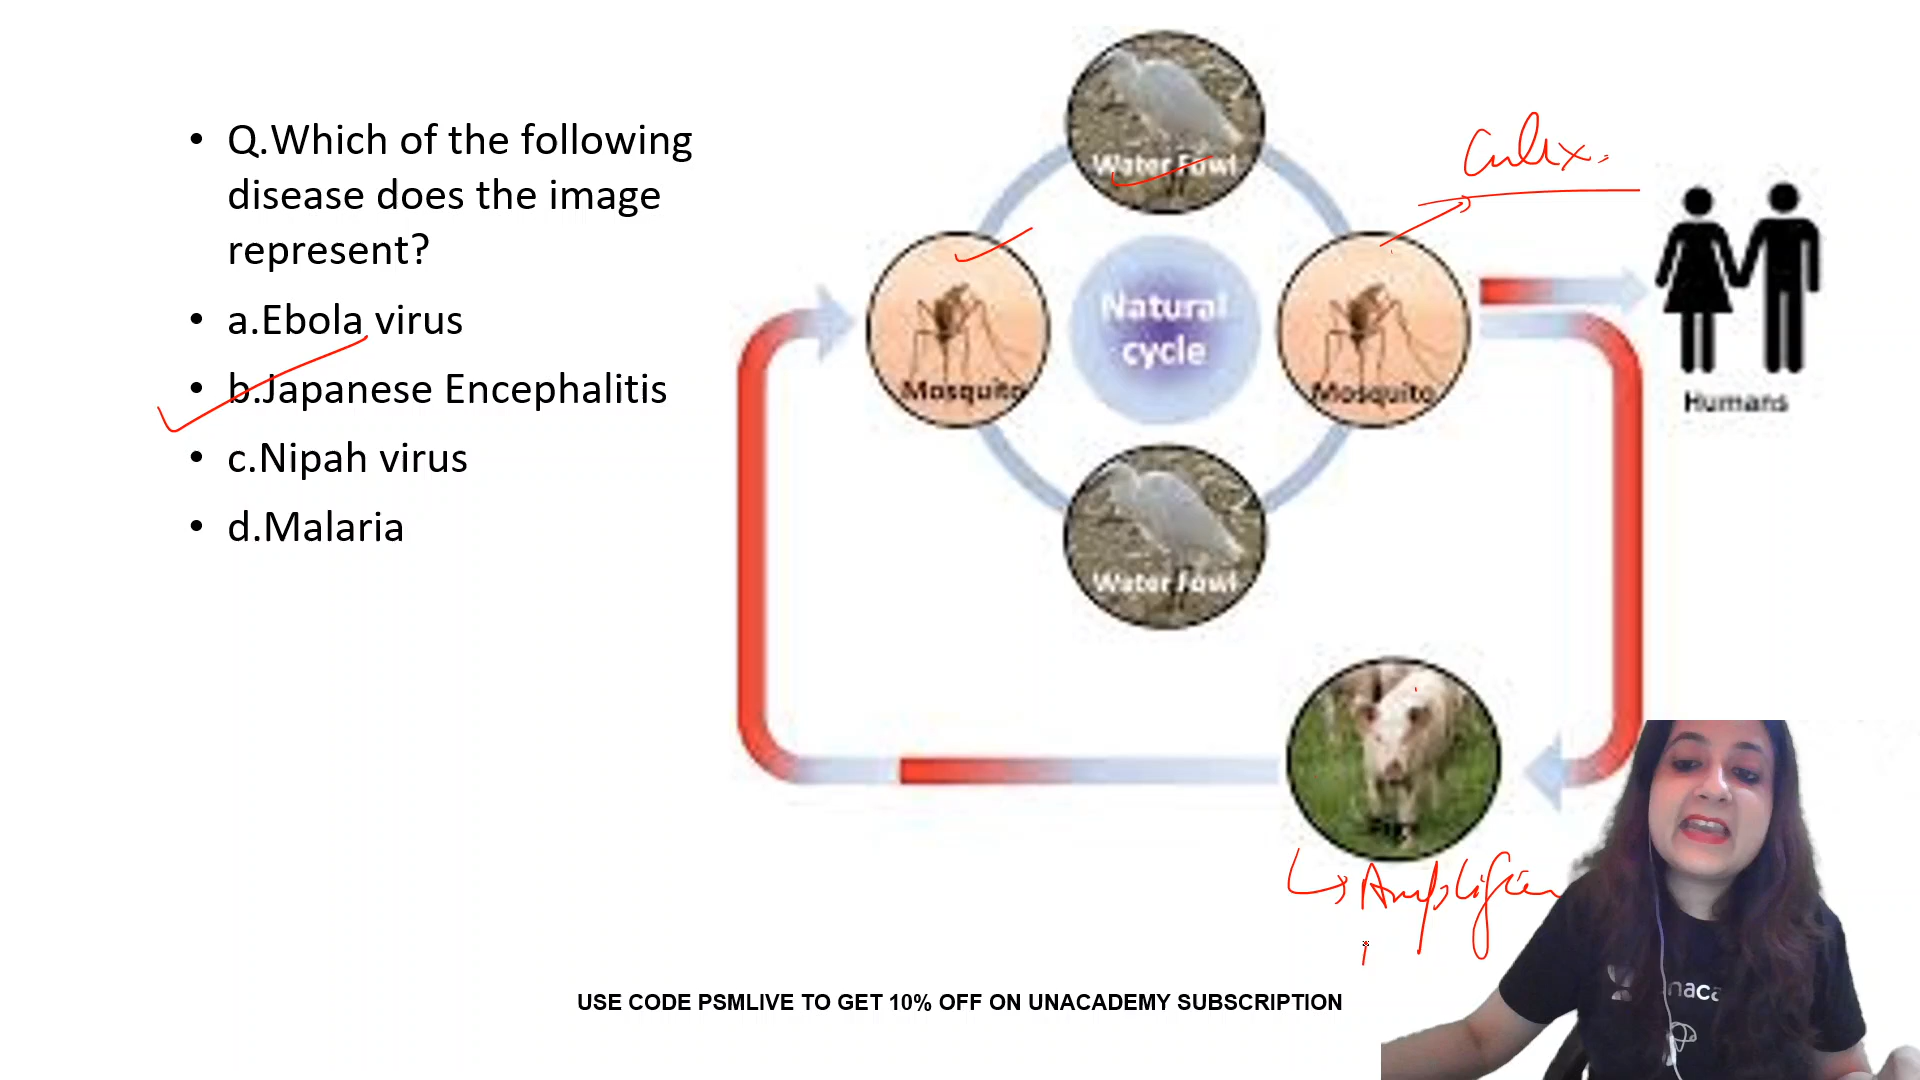 • Q.Which of the following
disease does the image
represent?
• a.Ebola virus
• b.Japanese Encephalitis
• c.Nipah virus
• d.Malaria
Water Fowl
Culex.
Mosquito
Natural
cycle
Mosquito
Humans
Water Fowl
USE CODE PSMLIVE TO GET 10% OFF ON UNACADEMY SUBSCRIPTION